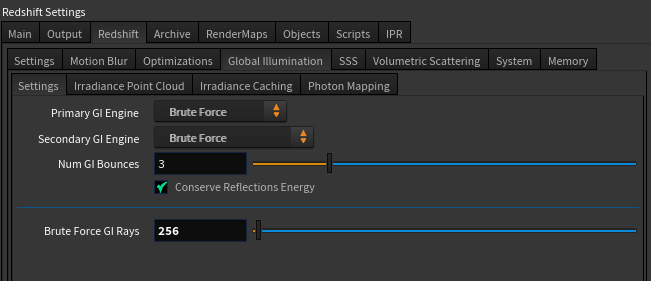 Redshift Settings
Main Output Redshift Archive RenderMaps Objects Scripts IPR
Settings Motion Blur Optimizations Global Illumination SSS Volumetric Scattering System Memory
Settings Irradiance Point Cloud Irradiance Caching Photon Mapping
Primary GI Engine Brute Force
Secondary GI Engine Brute Force
Num GI Bounces 3
Conserve Reflections Energy
Brute Force GI Rays 256